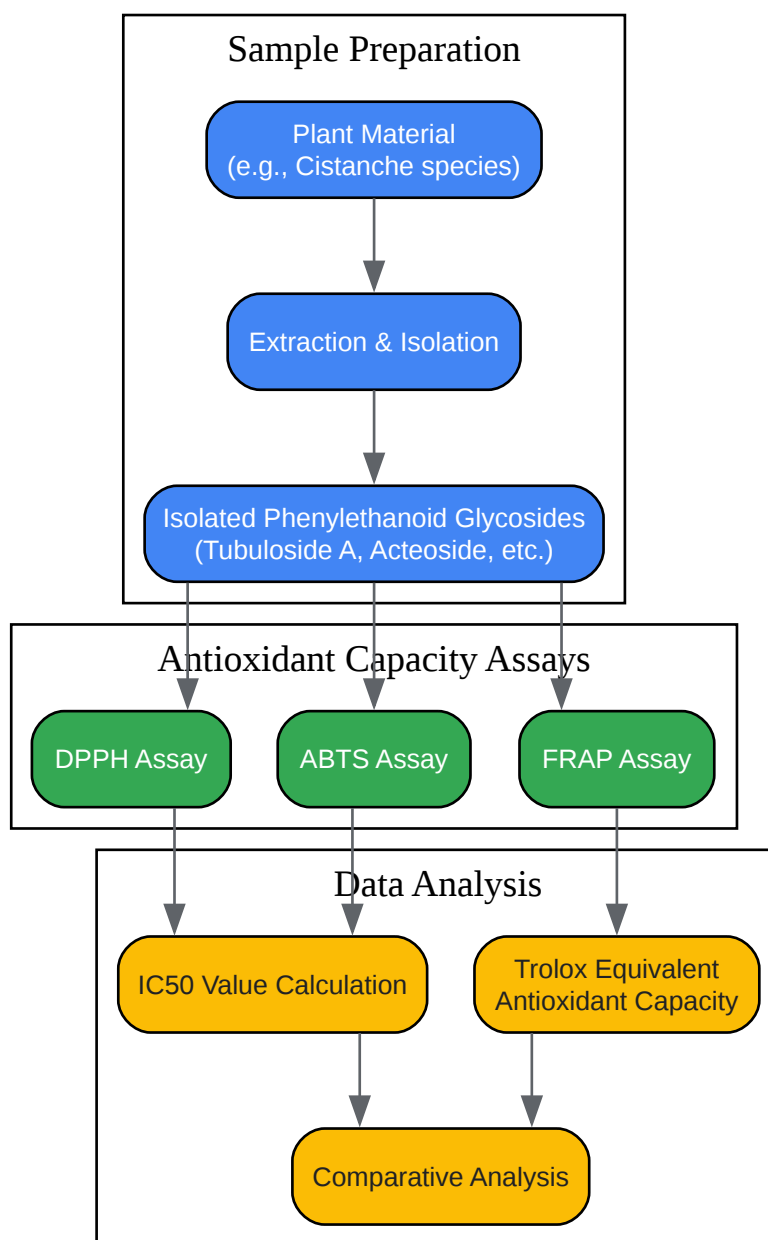 Sample Preparation
Plant Material
(e.g., Cistanche species)
Extraction & Isolation
Isolated Phenylethanoid Glycosides
(Tubuloside A, Acteoside, etc.)
Antioxidant Capacity Assays
DPPH Assay
ABTS Assay
FRAP Assay
Data Analysis
IC50 Value Calculation
Trolox Equivalent
Antioxidant Capacity
Comparative Analysis